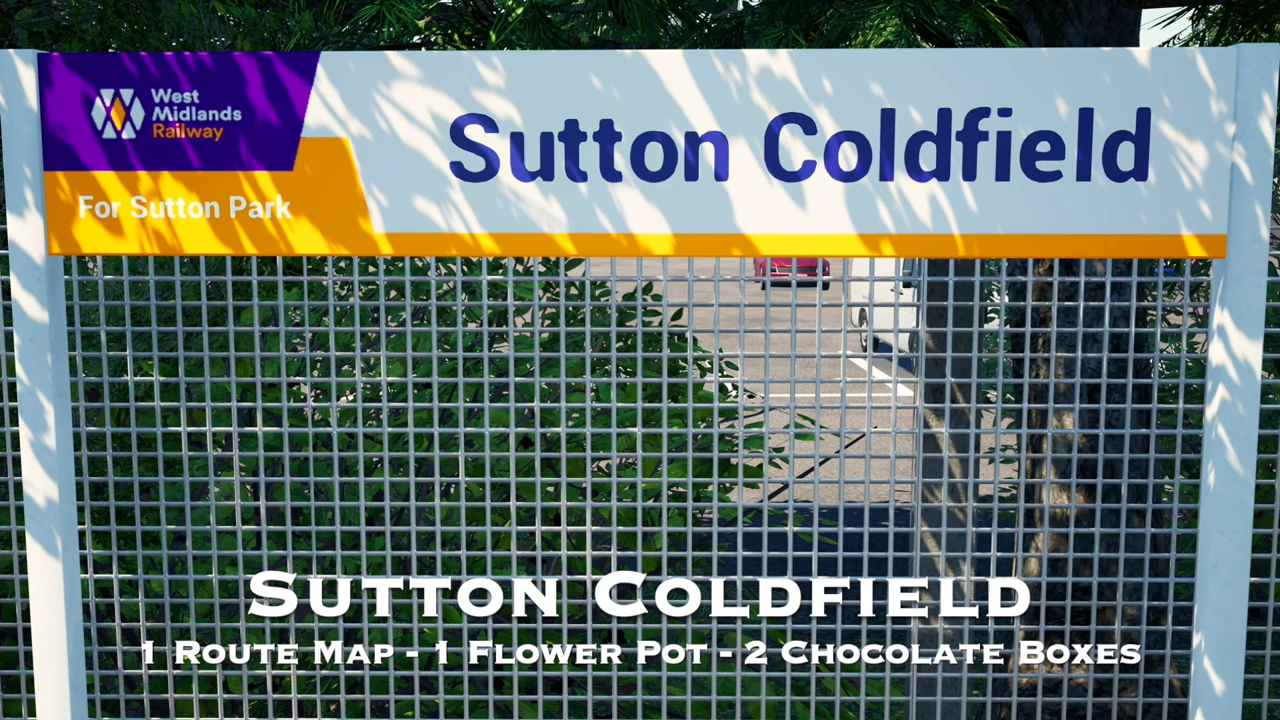 West
Midlands
Railway
For Sutton Park
Sutton Coldfield
SUTTON COLDFIELD
1 ROUTE MAP - 1 FLOWER POT - 2 CHOCOLATE BOXES